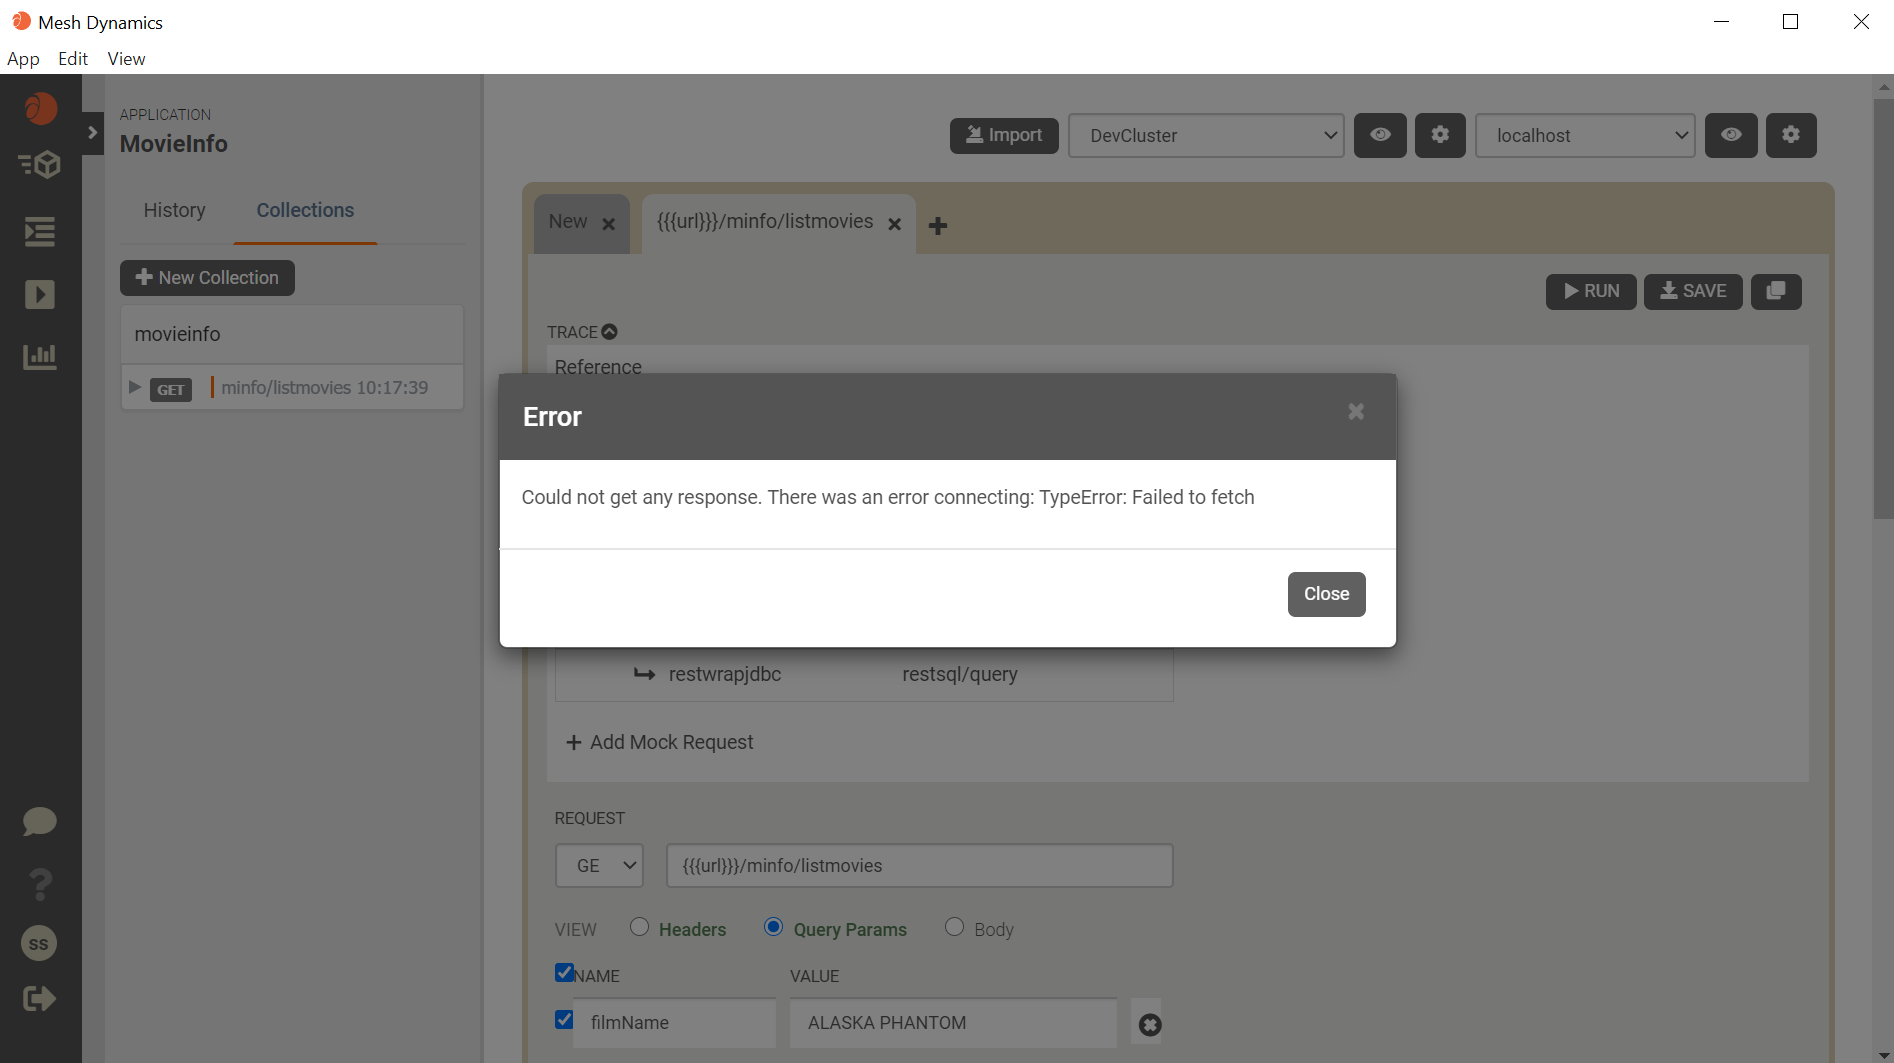 Mesh Dynamics
App Edit View
APPLICATION
MovieInfo
Import
DevCluster
localhost
History
Collections
New
{{{url}}}/minfo/listmovies
New Collection
RUN
SAVE
movieinfo
TRACE
GET
minfo/listmovies 10:17:39
Reference
Error
Could not get any response. There was an error connecting: TypeError: Failed to fetch
Close
restwrapjdbc
restsql/query
Add Mock Request
REQUEST
GE
{{{url}}}/minfo/listmovies
VIEW
Headers
Query Params
Body
NAME
VALUE
filmName
ALASKA PHANTOM
SS